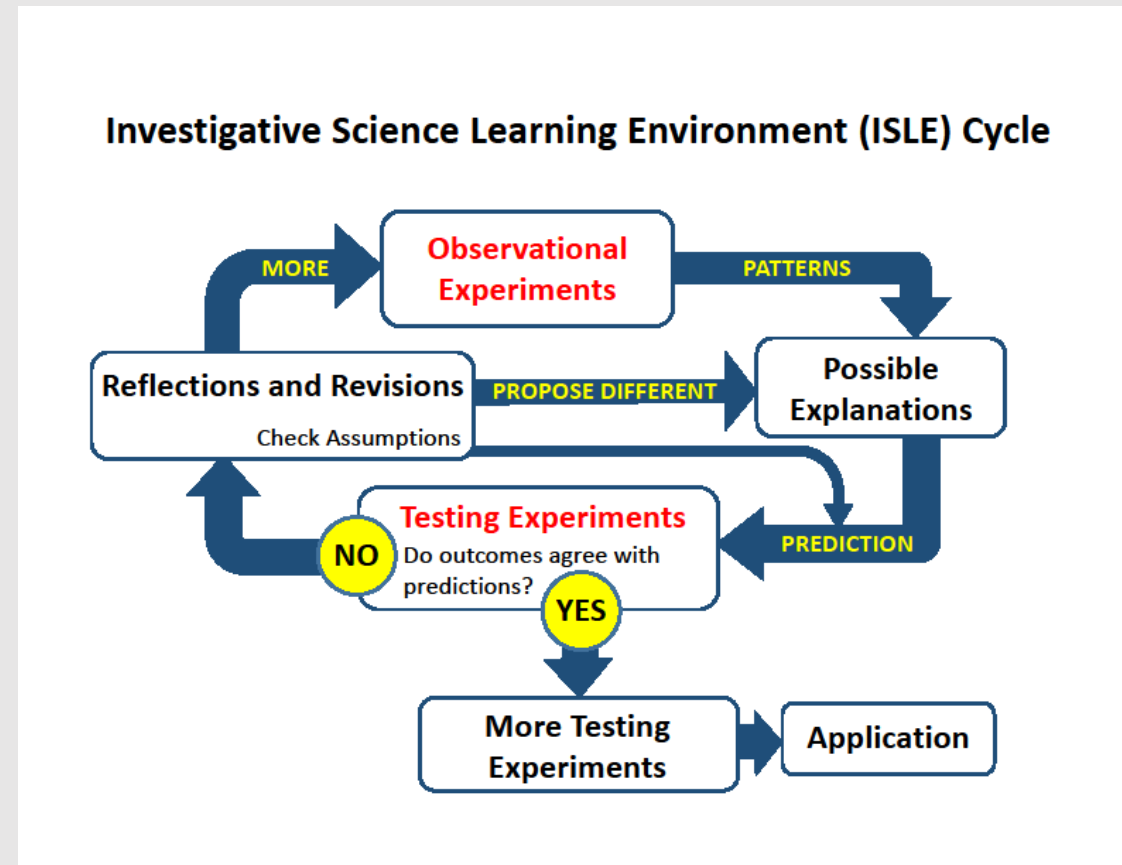 Investigative Science Learning Environment (ISLE) Cycle
Observational
Experiments
MORE
PATTERNS
Reflections and Revisions
Check Assumptions
PROPOSE DIFFERENT
Possible
Explanations
Testing Experiments
Do outcomes agree with
predictions?
NO
PREDICTION
YES
More Testing
Experiments
Application